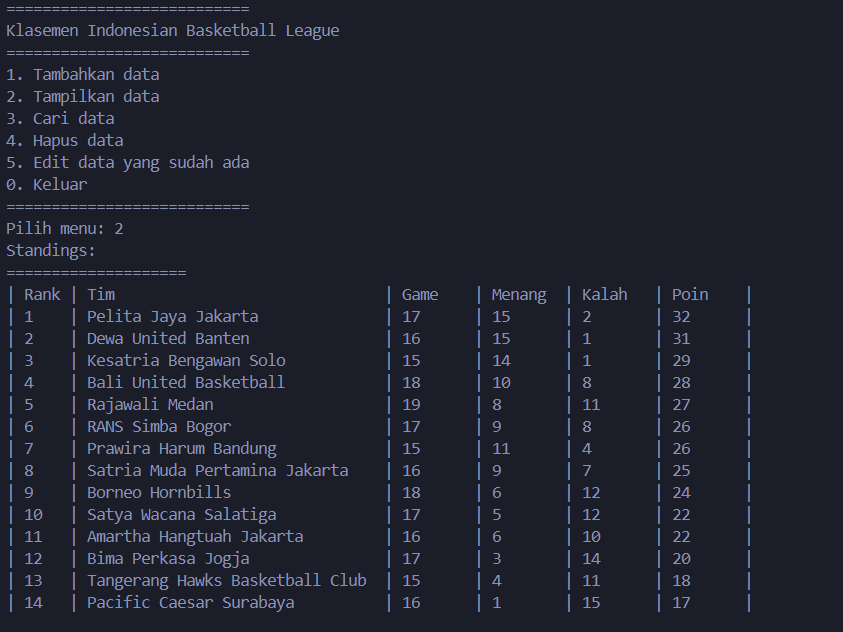 ===========================
Klasemen Indonesian Basketball League
===========================
1. Tambahkan data
2. Tampilkan data
3. Cari data
4. Hapus data
5. Edit data yang sudah ada
0. Keluar
===========================
Pilih menu: 2
Standings:
====================
| Rank | Tim                              | Game    | Menang  | Kalah   | Poin    |
| 1    | Pelita Jaya Jakarta              | 17      | 15      | 2       | 32      |
| 2    | Dewa United Banten               | 16      | 15      | 1       | 31      |
| 3    | Kesatria Bengawan Solo           | 15      | 14      | 1       | 29      |
| 4    | Bali United Basketball           | 18      | 10      | 8       | 28      |
| 5    | Rajawali Medan                   | 19      | 8       | 11      | 27      |
| 6    | RANS Simba Bogor                 | 17      | 9       | 8       | 26      |
| 7    | Prawira Harum Bandung            | 15      | 11      | 4       | 26      |
| 8    | Satria Muda Pertamina Jakarta    | 16      | 9       | 7       | 25      |
| 9    | Borneo Hornbills                 | 18      | 6       | 12      | 24      |
| 10   | Satya Wacana Salatiga            | 17      | 5       | 12      | 22      |
| 11   | Amartha Hangtuah Jakarta         | 16      | 6       | 10      | 22      |
| 12   | Bima Perkasa Jogja               | 17      | 3       | 14      | 20      |
| 13   | Tangerang Hawks Basketball Club  | 15      | 4       | 11      | 18      |
| 14   | Pacific Caesar Surabaya          | 16      | 1       | 15      | 17      |